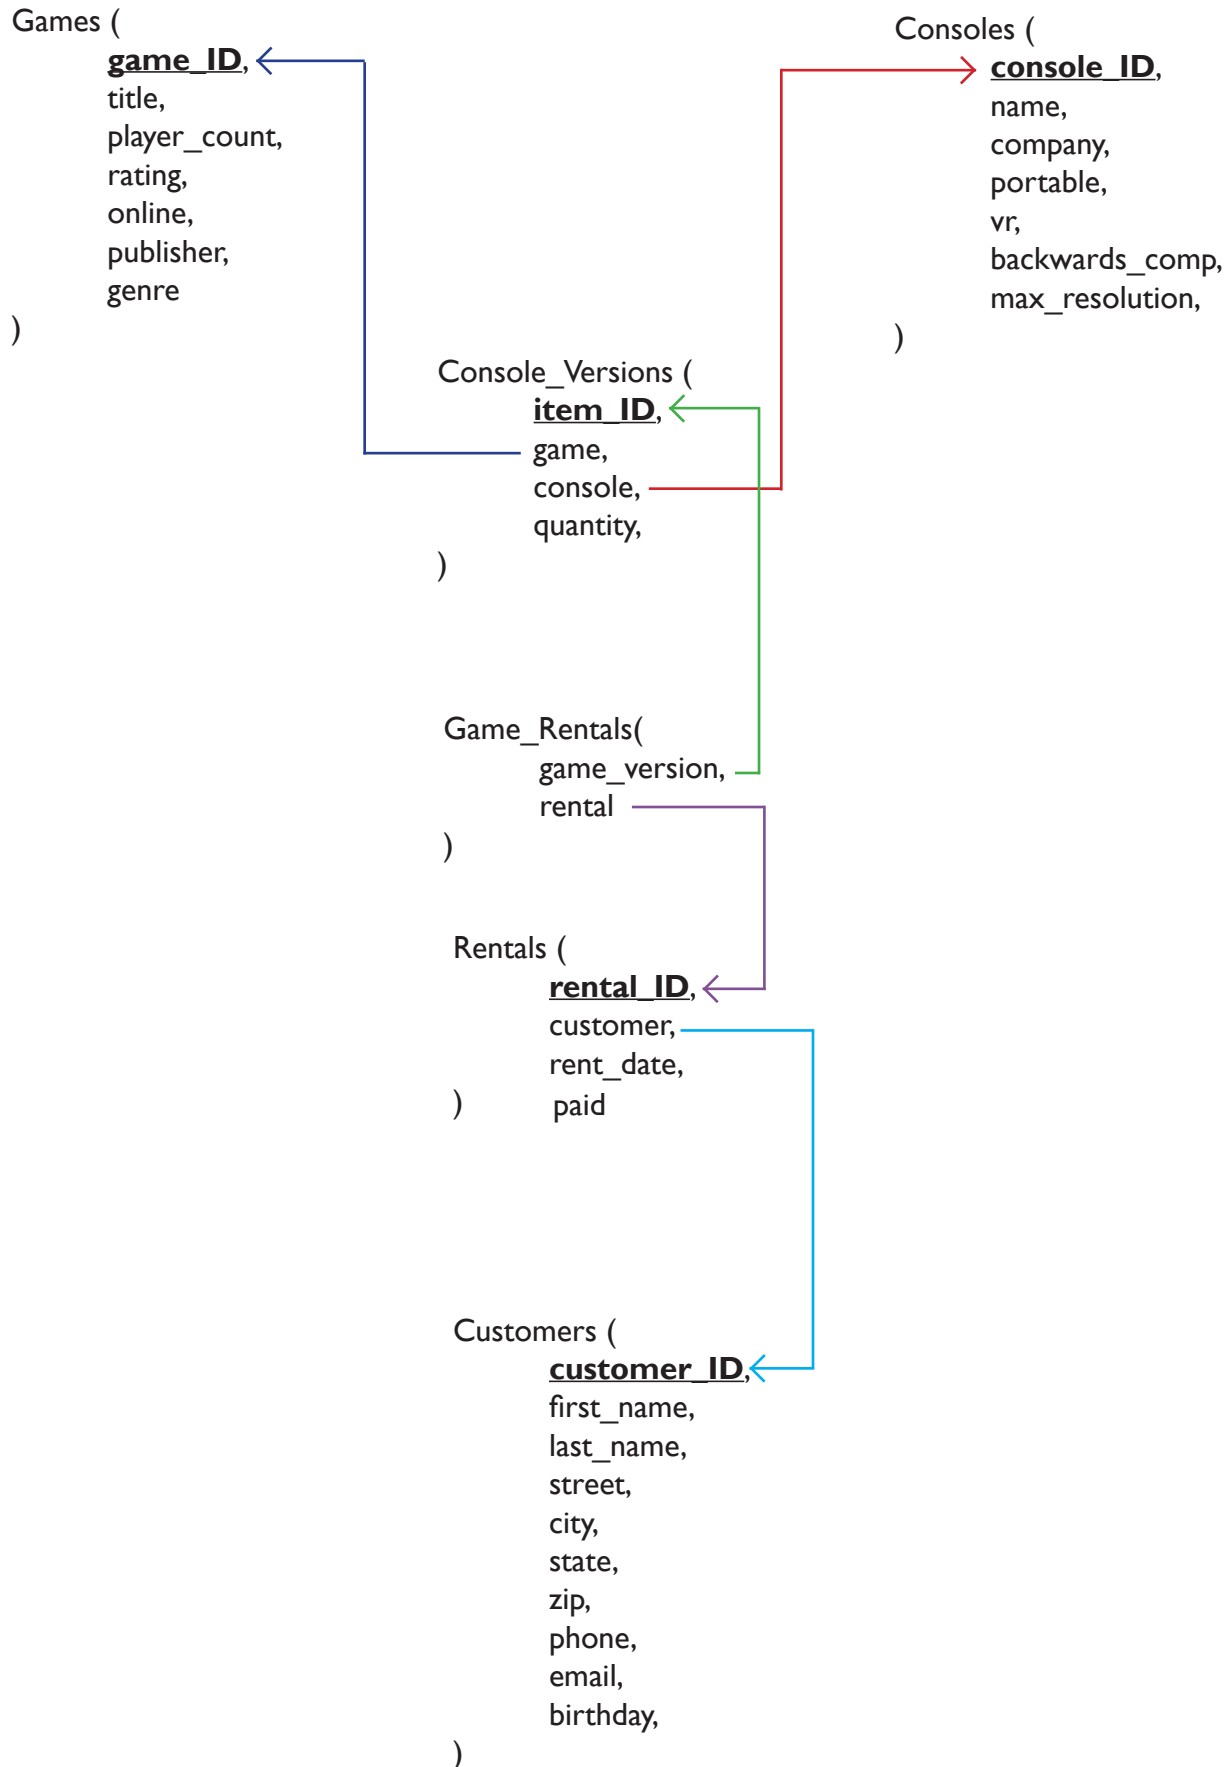 Games (
game_ID,
title,
player_count,
rating,
online,
publisher,
genre
)
Consoles (
console_ID,
name,
company,
portable,
vr,
backwards_comp,
max_resolution,
)
Console_Versions (
item_ID,
game,
console,
quantity,
)
Game_Rentals(
game_version,
rental
)
Rentals (
rental_ID,
customer,
rent_date,
) paid
Customers (
customer_ID,
first_name,
last_name,
street,
city,
state,
zip,
phone,
email,
birthday,
)